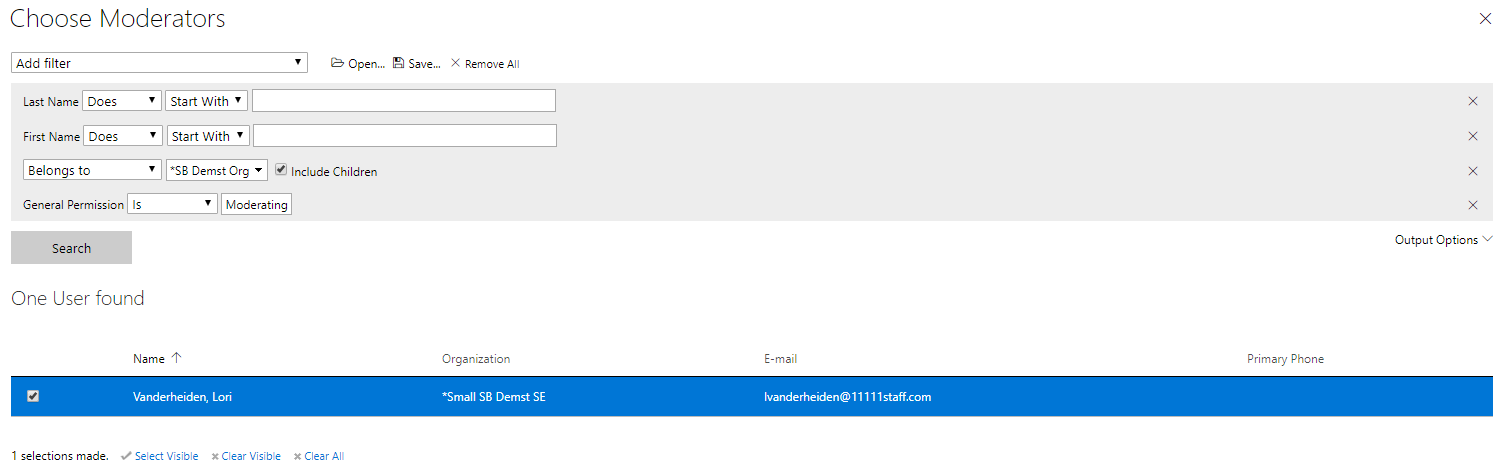 Choose Moderators
Add filter Open... Save... Remove All
Last Name Does Start With
First Name Does Start With
Belongs to *SB Demst Org Include Children
General Permission Is Moderating
Search Output Options
One User found
Name Organization E-mail Primary Phone
Vanderheiden, Lori *Small SB Demst SE lvanderheiden@11111staff.com
1 selections made. Select Visible Clear Visible Clear All